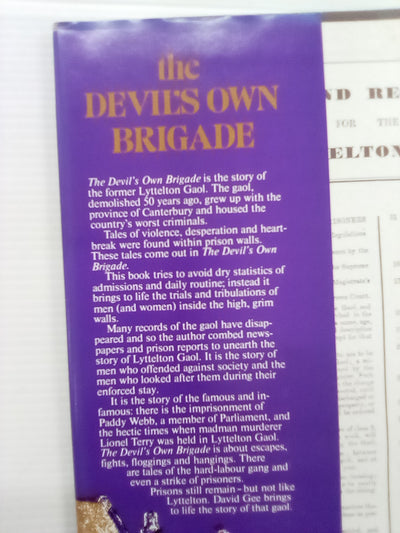 the
DEVIL'S OWN
BRIGADE
The Devil's Own Brigade is the story of
the former Lyttelton Gaol. The gaol,
demolished 50 years ago, grew up with the
province of Canterbury and housed the
country's worst criminals.
Tales of violence, desperation and heart-
break were found within prison walls.
These tales come out in The Devil's Own
Brigade.
This book tries to avoid dry statistics of
admissions and daily routine; instead it
brings to life the trials and tribulations of
men (and women) inside the high, grim
walls.
Many records of the gaol have disap-
peared and so the author combed news-
papers and prison reports to unearth the
story of Lyttelton Gaol. It is the story of
men who offended against society and the
men who looked after them during their
enforced stay.
It is the story of the famous and in-
famous: there is the imprisonment of
Paddy Webb, a member of Parliament, and
the hectic times when madman murderer
Lionel Terry was held in Lyttelton Gaol.
The Devil's Own Brigade is about escapes,
fights, floggings and hangings. There
are tales of the hard-labour gang and
even a strike of prisoners.
Prisons still remain – but not like
Lyttelton. David Gee brings
to life the story of that gaol.
ND RE
FOR THE
ELTON